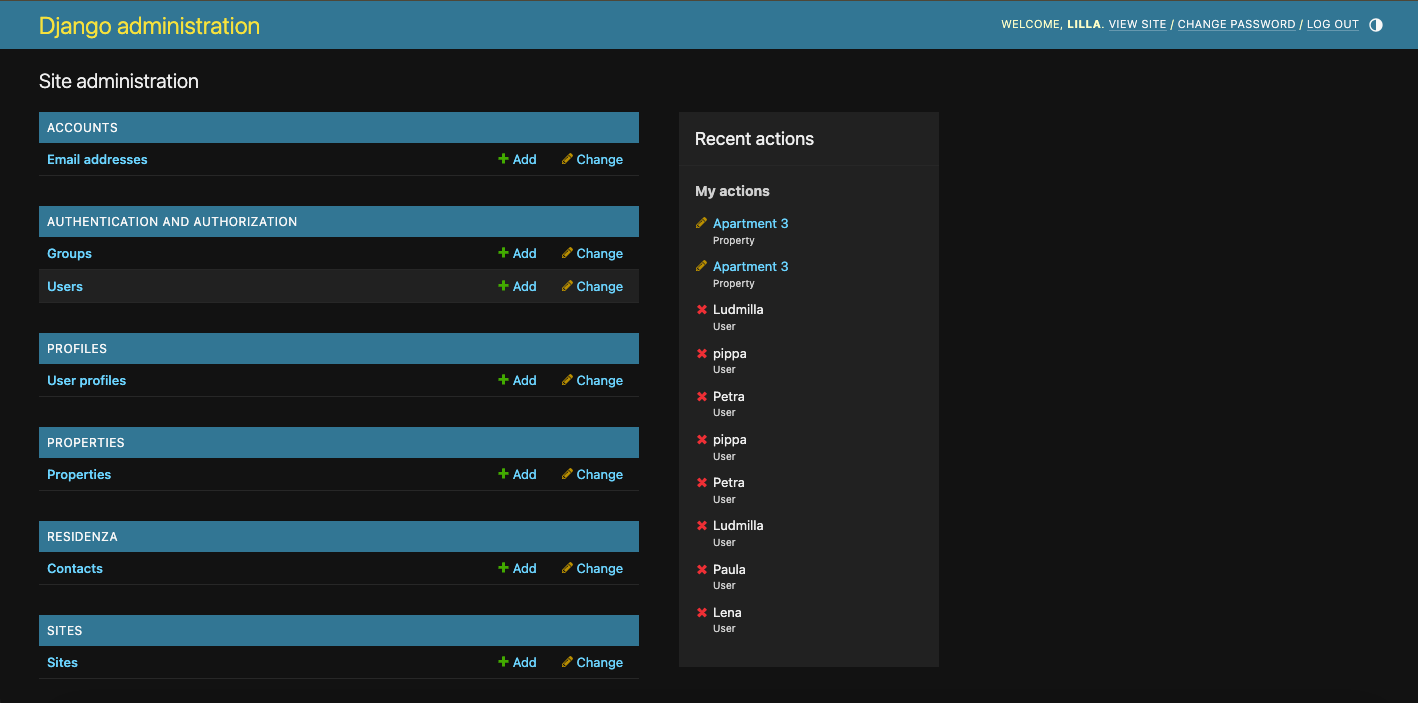 Django administration
WELCOME, LILLA. VIEW SITE / CHANGE PASSWORD / LOG OUT
Site administration
ACCOUNTS
Email addresses Add Change
AUTHENTICATION AND AUTHORIZATION
Groups Add Change
Users Add Change
PROFILES
User profiles Add Change
PROPERTIES
Properties Add Change
RESIDENZA
Contacts Add Change
SITES
Sites Add Change
Recent actions
My actions
Apartment 3
Property
Apartment 3
Property
Ludmilla
User
pippa
User
Petra
User
pippa
User
Petra
User
Ludmilla
User
Paula
User
Lena
User